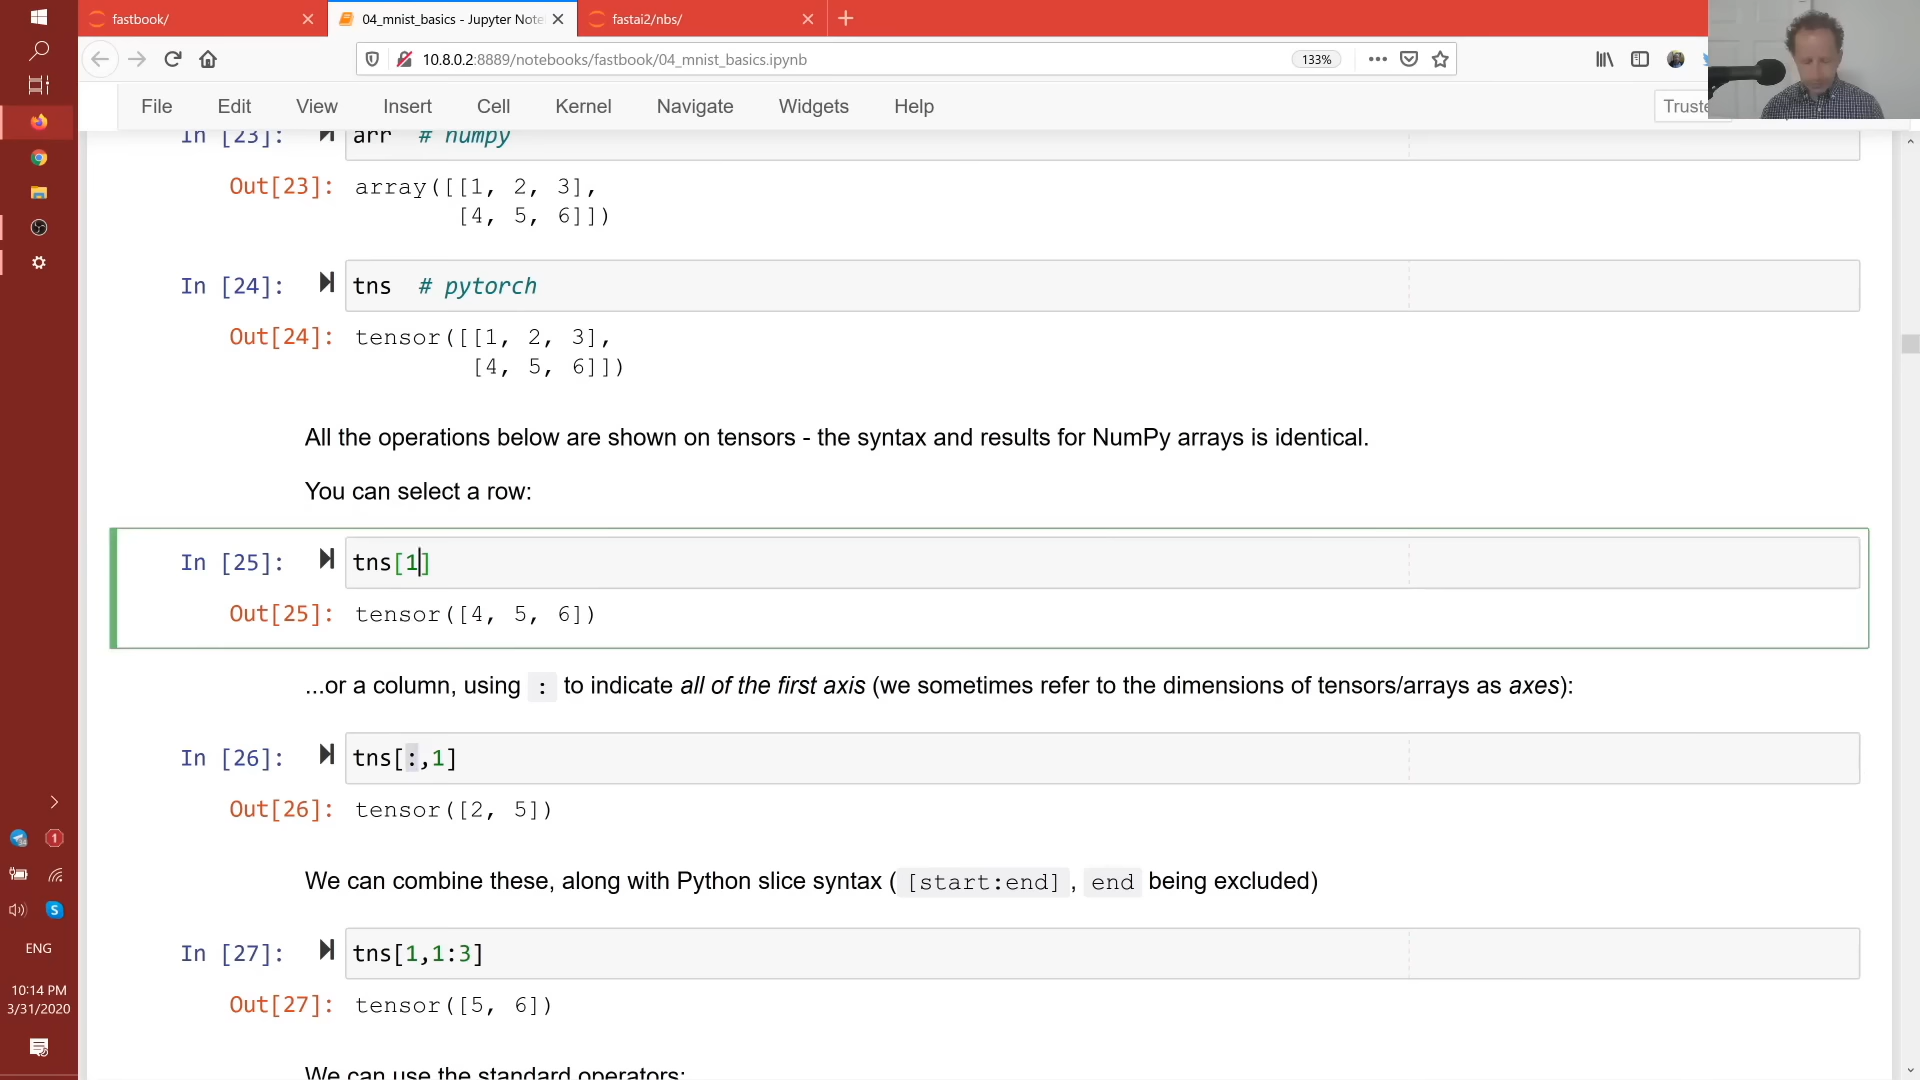 fastbook/
04_mnist_basics - Jupyter Note
fastai2/nbs/
10.8.0.2:8889/notebooks/fastbook/04_mnist_basics.ipynb
133%
File Edit View Insert Cell Kernel Navigate Widgets Help
Truste
In [23]: arr # numpy
Out[23]: array([[1, 2, 3],
[4, 5, 6]])
In [24]: tns # pytorch
Out[24]: tensor([[1, 2, 3],
[4, 5, 6]])
All the operations below are shown on tensors - the syntax and results for NumPy arrays is identical.
You can select a row:
In [25]: tns[1]
Out[25]: tensor([4, 5, 6])
...or a column, using : to indicate all of the first axis (we sometimes refer to the dimensions of tensors/arrays as axes):
In [26]: tns[:,1]
Out[26]: tensor([2, 5])
We can combine these, along with Python slice syntax ( [start:end] , end being excluded)
In [27]: tns[1,1:3]
Out[27]: tensor([5, 6])
We can use the standard operators:
1
S
ENG
10:14 PM
3/31/2020